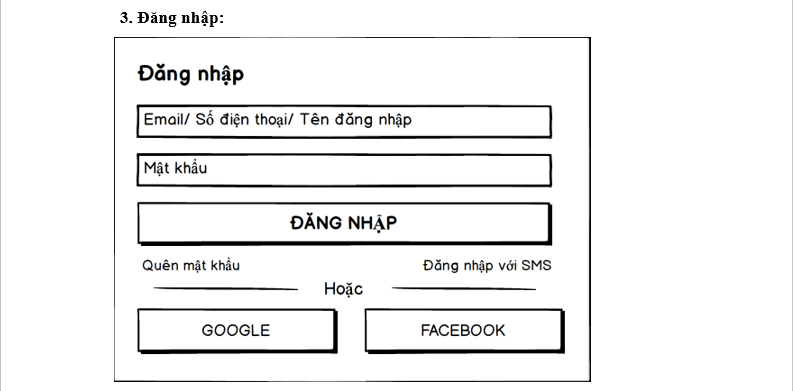 3. Đăng nhập:
Đăng nhập
Email/ Số điện thoại/ Tên đăng nhập
Mật khẩu
ĐĂNG NHẬP
Quên mật khẩu
Đăng nhập với SMS
Hoặc
GOOGLE
FACEBOOK